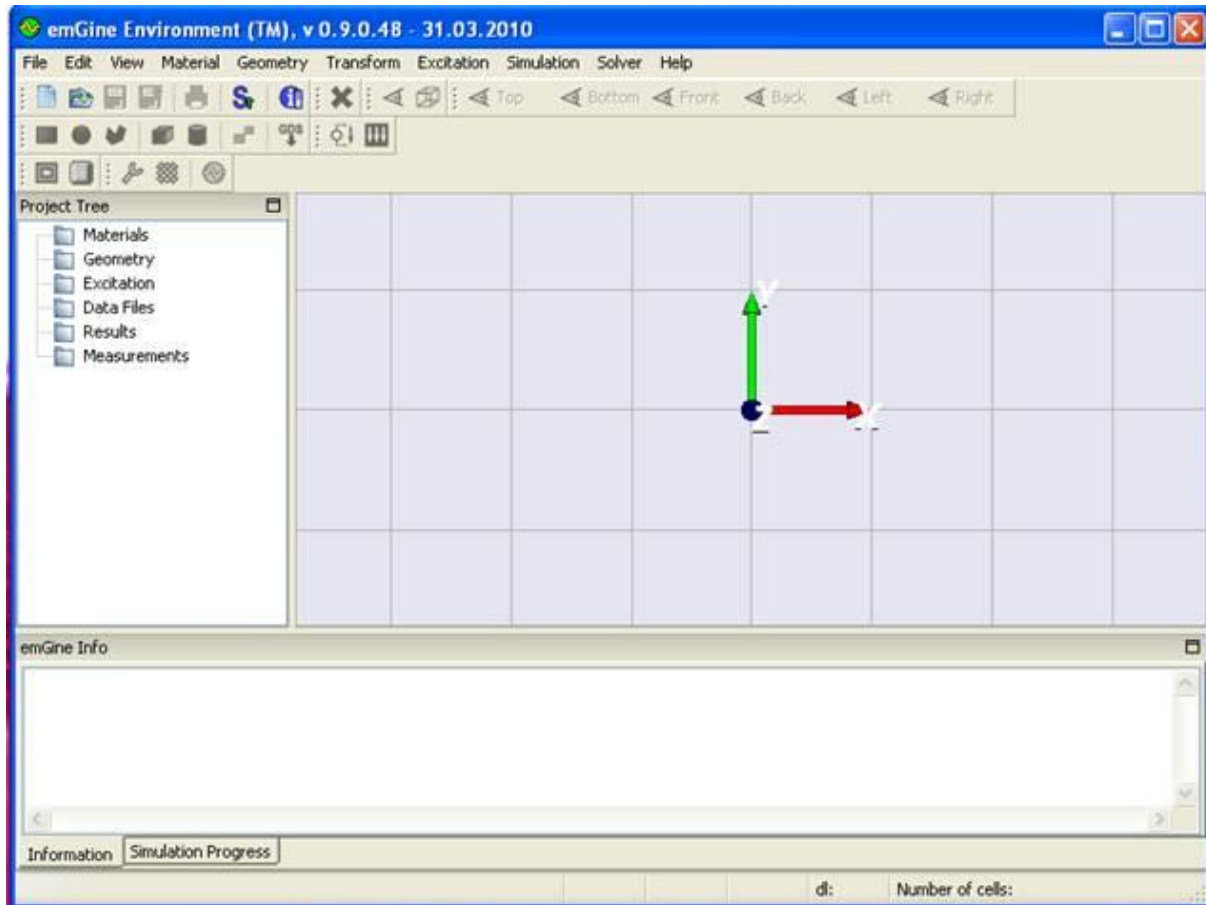 emGine Environment (TM), v 0.9.0.48 - 31.03.2010
File Edit View Material Geometry Transform Excitation Simulation Solver Help
Top Bottom Front Back Left Right
GDS
Project Tree
Materials
Geometry
Excitation
Data Files
Results
Measurements
Y
Z X
emGine Info
Information Simulation Progress
dl: Number of cells: